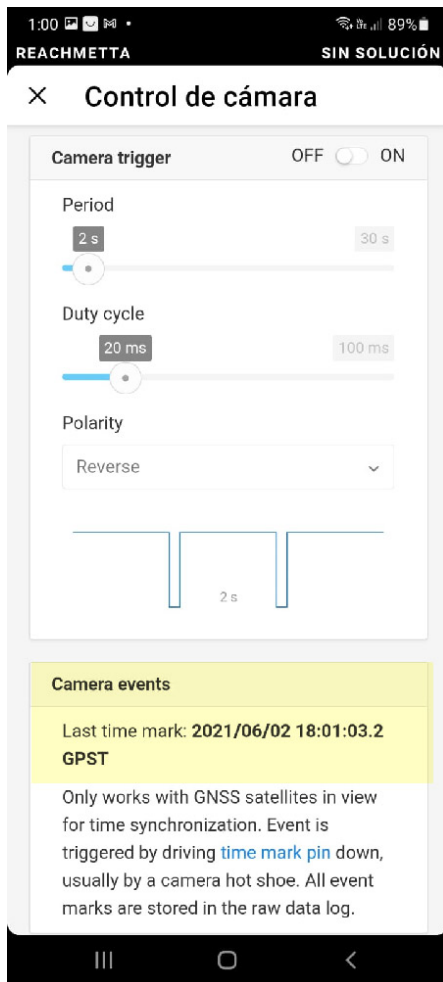 1:00 89%
REACHMETTA SIN SOLUCIÓN
Control de cámara
Camera trigger OFF ON
Period
2 s 30 s
Duty cycle
20 ms 100 ms
Polarity
Reverse
2 s
Camera events
Last time mark: 2021/06/02 18:01:03.2
GPST
Only works with GNSS satellites in view
for time synchronization. Event is
triggered by driving time mark pin down,
usually by a camera hot shoe. All event
marks are stored in the raw data log.